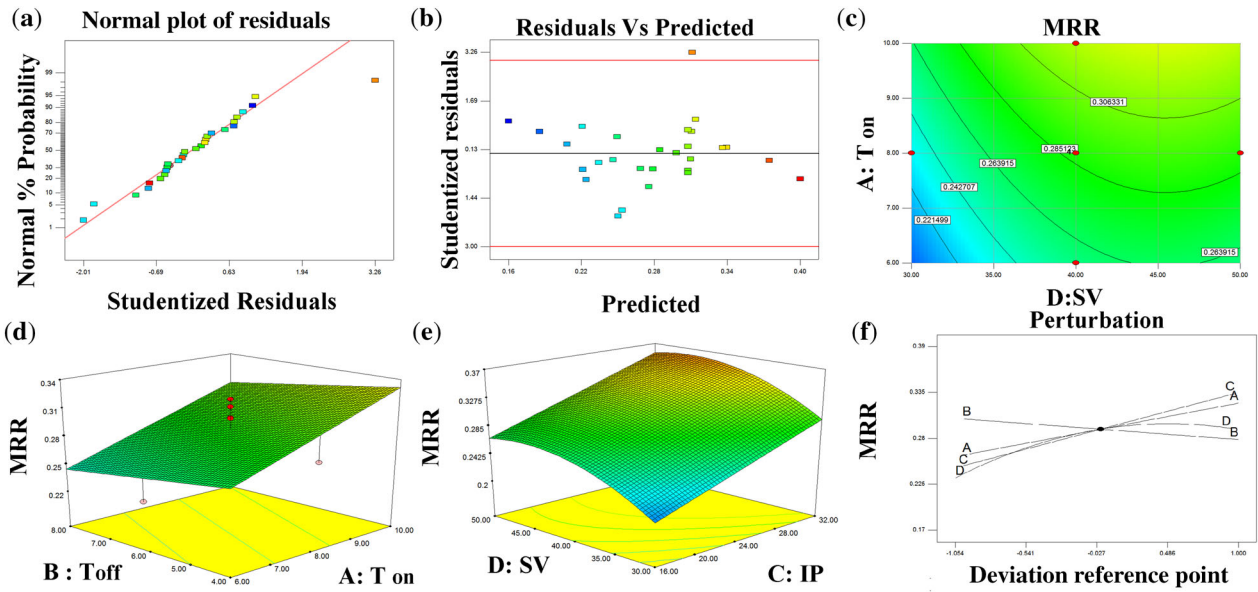 (a) Normal plot of residuals
Normal % Probability
99
95
90
80
70
50
30
20
10
5
1
-2.01 -0.69 0.63 1.94 3.26
Studentized Residuals
(b) Residuals Vs Predicted
Studentized residuals
3.26
1.69
0.13
1.44
3.00
0.16 0.22 0.28 0.34 0.40
Predicted
(c) MRR
A: T on
10.00
9.00
8.00
7.00
6.00
0.306331
0.285123
0.263915
0.242707
0.221499
0.263915
30.00 35.00 40.00 45.00 50.00
D:SV
(d)
MRR
0.34
0.31
0.28
0.25
0.22
8.00
7.00
6.00
5.00
4.00
10.00
9.00
8.00
7.00
6.00
B : Toff
A: T on
(e)
MRR
0.37
0.3275
0.285
0.2425
0.2
50.00
45.00
40.00
35.00
30.00
32.00
28.00
24.00
20.00
16.00
D: SV
C: IP
(f) Perturbation
MRR
0.39
0.335
0.28
0.226
0.17
B
A
C
D
C
A
D
B
-1.054 -0.541 -0.027 0.486 1.000
Deviation reference point